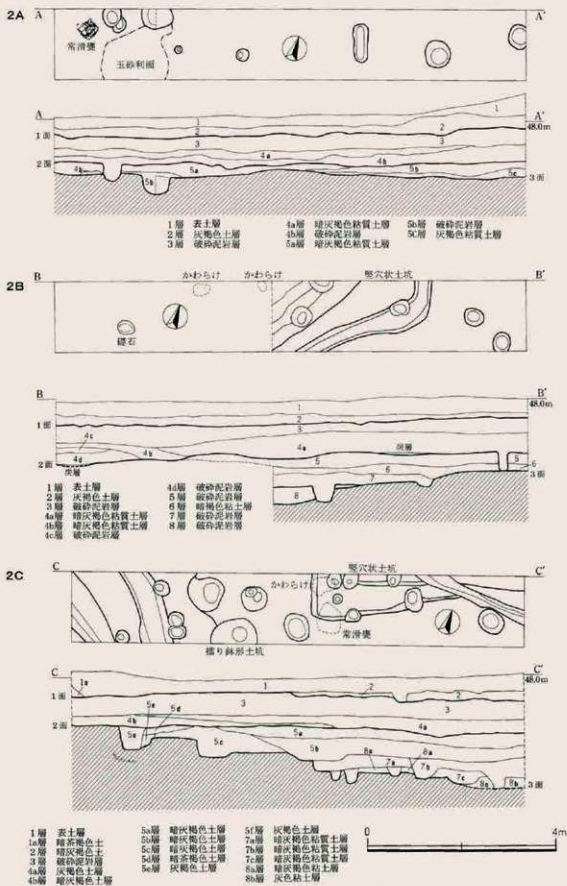 2A
A
A'
常滑甕
玉砂利面
A
A'
48.0m
1面
2面
3面
1
1
2
2
3
3
4a
4b
4b
5a
5b
5b
5c
1層 表土層
2層 灰褐色土層
3層 破砕泥岩層
4a層 暗灰褐色粘質土層
4b層 破砕泥岩層
5a層 暗灰褐色粘質土層
5b層 破砕泥岩層
5C層 灰褐色粘質土層
2B
B
かわらけ
かわらけ
竪穴状土坑
B'
礎石
B
B'
48.0m
1面
2面
3面
1
2
3
4a
4b
4c
4d
炭層
炭層
5
5
6
6
7
8
1層 表土層
2層 灰褐色土層
3層 破砕泥岩層
4a層 暗灰褐色粘質土層
4b層 暗灰褐色粘質土層
4c層 破砕泥岩層
4d層 破砕泥岩層
5層 破砕泥岩層
6層 暗褐色粘土層
7層 破砕泥岩層
8層 破砕泥岩層
2C
C
竪穴状土坑
C'
かわらけ
常滑甕
擂り鉢形土坑
C
C'
48.0m
1a
1
1面
2
2
3
3
2面
4b
4a
5e
5d
5a
5c
5b
8a
8a
7a
7b
7c
8b
3面
1層 表土層
1a層 暗茶褐色土
2層 暗灰褐色土
3層 破砕泥岩層
4a層 灰褐色土層
4b層 暗灰褐色土層
5a層 暗灰褐色土層
5b層 暗灰褐色土層
5c層 暗灰褐色土層
5d層 暗茶褐色土層
5e層 灰褐色土層
5f層 灰褐色土層
7a層 暗灰褐色粘質土層
7b層 暗灰褐色粘質土層
7c層 暗灰褐色粘質土層
8a層 暗灰褐色粘質土層
8b層 灰色粘土層
0
4m